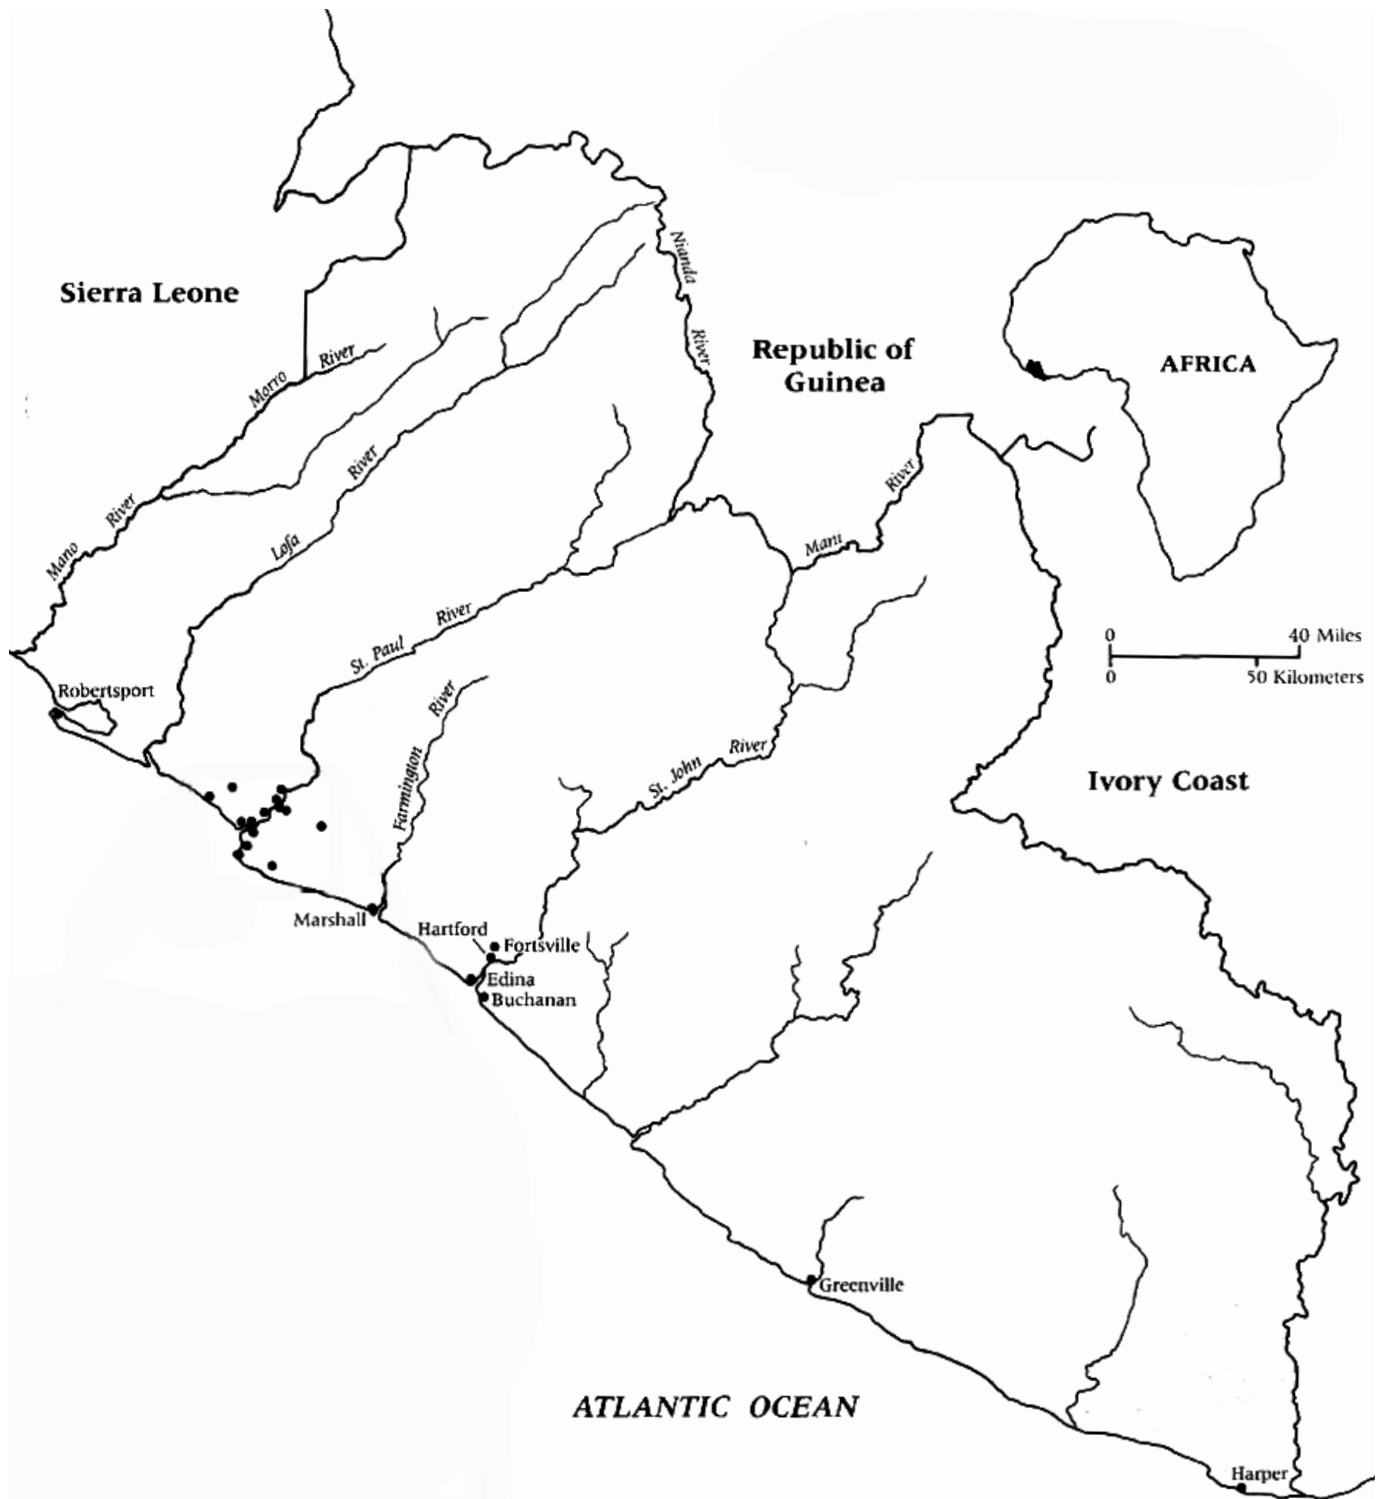 Sierra Leone
Nianda
River
Republic of
Guinea
AFRICA
Morro
River
Mano
River
Lofa
River
Mani
River
St. Paul
River
0
40 Miles
0
50 Kilometers
Robertsport
Farmington
River
St. John
River
Ivory Coast
Marshall
Hartford
Fortsville
Edina
Buchanan
Greenville
ATLANTIC OCEAN
Harper